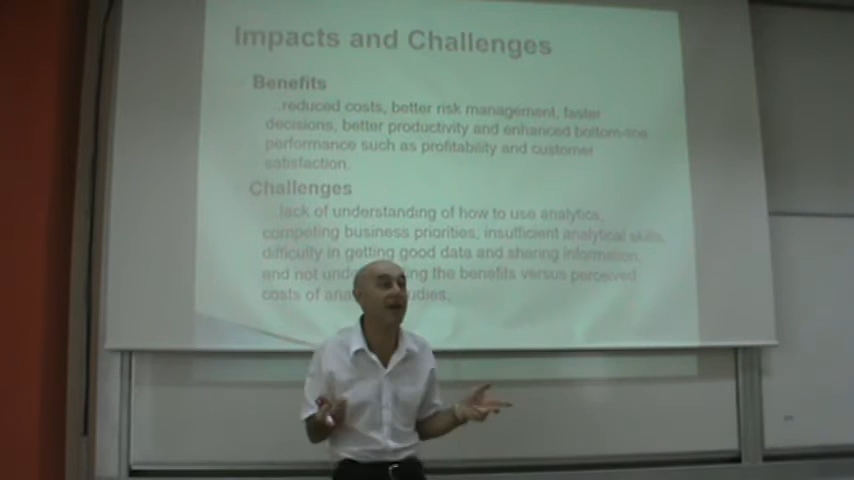 Impacts and Challenges
Benefits
...reduced costs, better risk management, faster
decisions, better productivity and enhanced bottom-line
performance such as profitability and customer
satisfaction.
Challenges
...lack of understanding of how to use analytics,
competing business priorities, insufficient analytical skills,
difficulty in getting good data and sharing information,
and not ing the benefits versus perceived
costs of